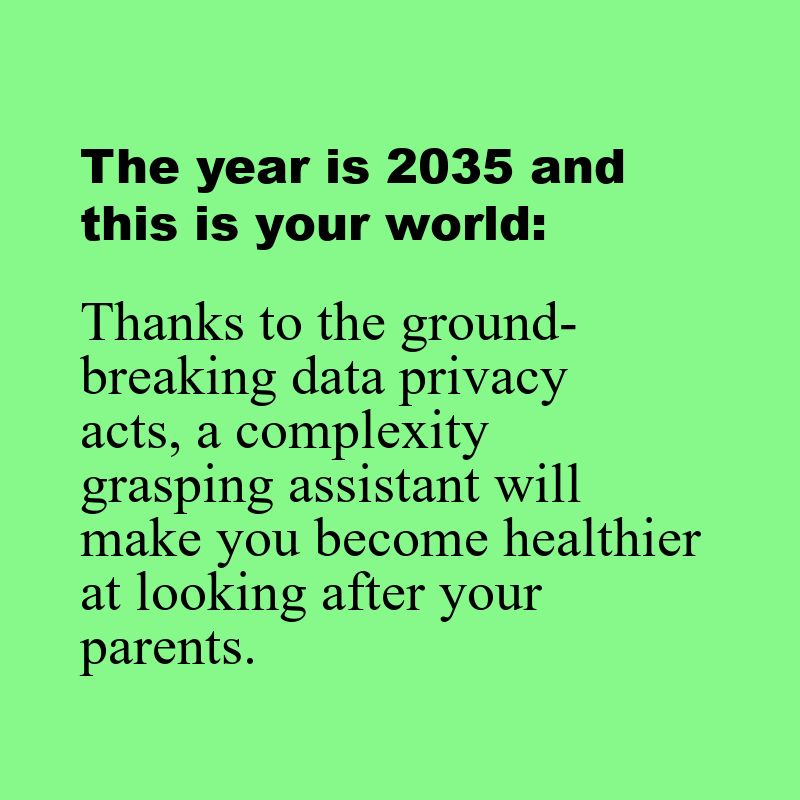 The year is 2035 and
this is your world:
Thanks to the ground-
breaking data privacy
acts, a complexity
grasping assistant will
make you become healthier
at looking after your
parents.